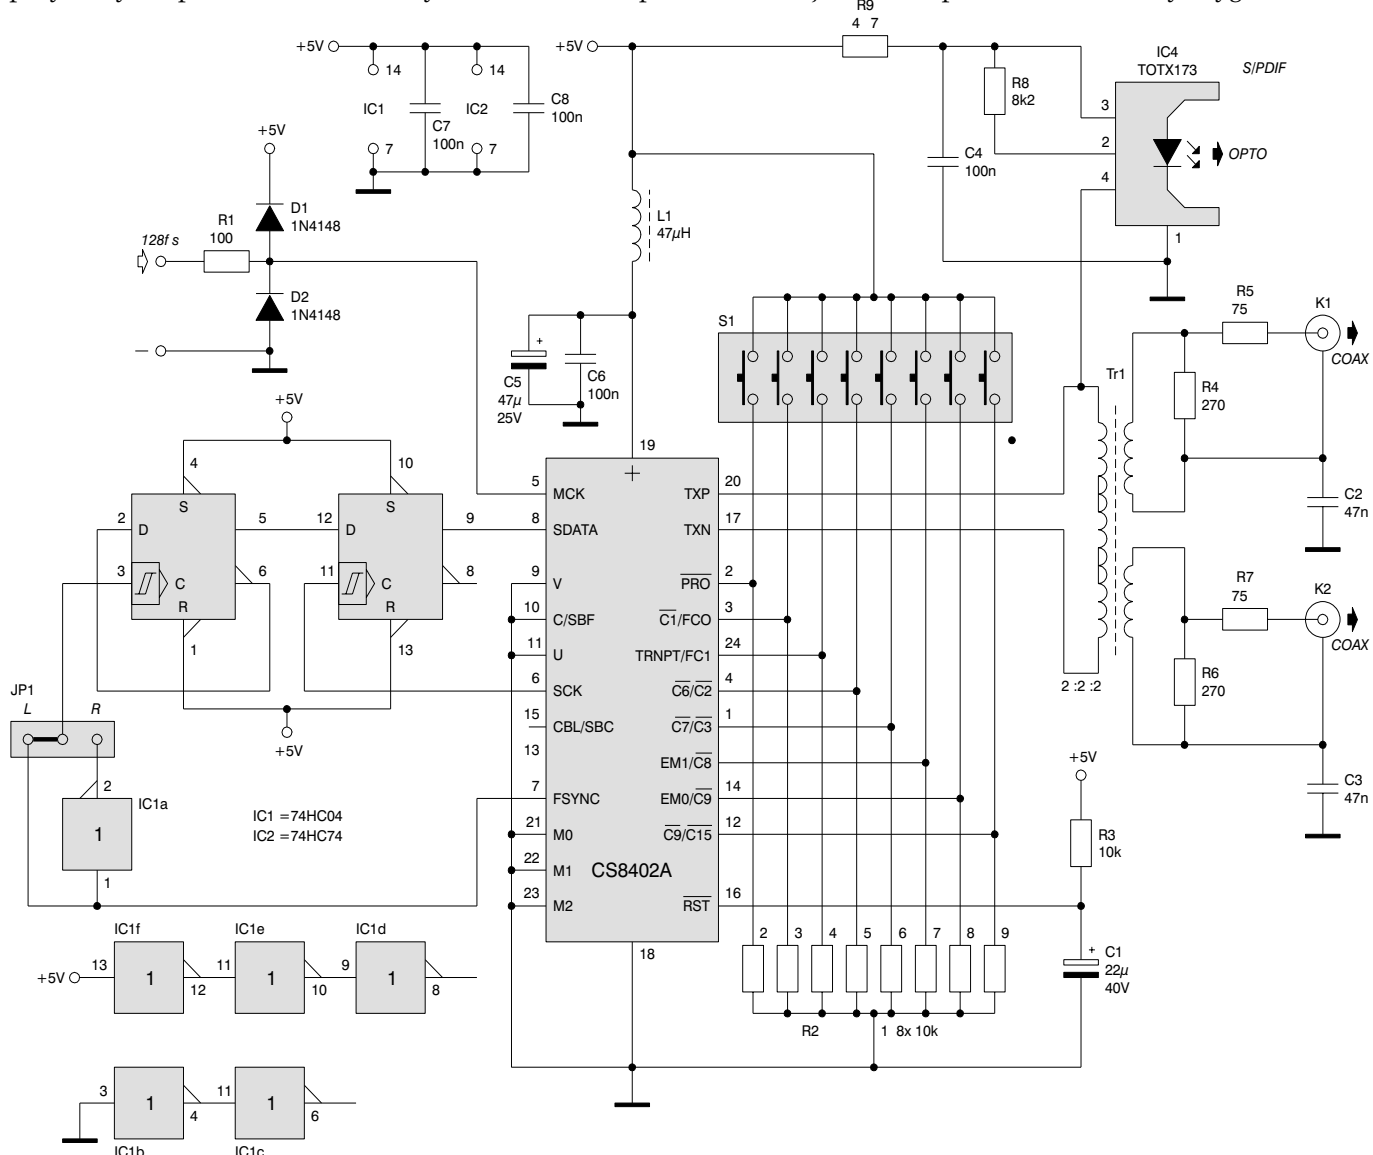 R9
4 7
+5V
14
14
IC1
IC2
C7
100n
C8
100n
7
7
+5V
R8
8k2
C4
100n
IC4
TOTX173
S/PDIF
3
2
4
1
OPTO
+5V
D1
1N4148
R1
100
128f s
D2
1N4148
—
L1
47µH
+
C5
47µ
25V
C6
100n
S1
R5
75
K1
COAX
Tr1
R4
270
C2
47n
2 :2 :2
R7
75
K2
COAX
R6
270
C3
47n
+5V
4
10
S
S
2
D
5
12
D
9
3
C
6
11
C
8
R
R
1
13
+5V
JP1
L
R
2
IC1a
1
1
IC1 =74HC04
IC2 =74HC74
19
+
5 MCK
8 SDATA
9 V
10 C/SBF
11 U
6 SCK
15 CBL/SBC
13
7 FSYNC
21 M0
22 M1
23 M2
CS8402A
TXP 20
TXN 17
PRO 2
C1/FCO 3
TRNPT/FC1 24
C6/C2 4
C7/C3 1
EM1/C8
EM0/C9 14
C9/C15 12
RST 16
18
+5V
R3
10k
+
C1
22µ
40V
2 3 4 5 6 7 8 9
R2
1 8x 10k
IC1f
IC1e
IC1d
+5V
13
1
12
11
1
10
9
1
8
3
1
4
11
1
6
IC1b
IC1c